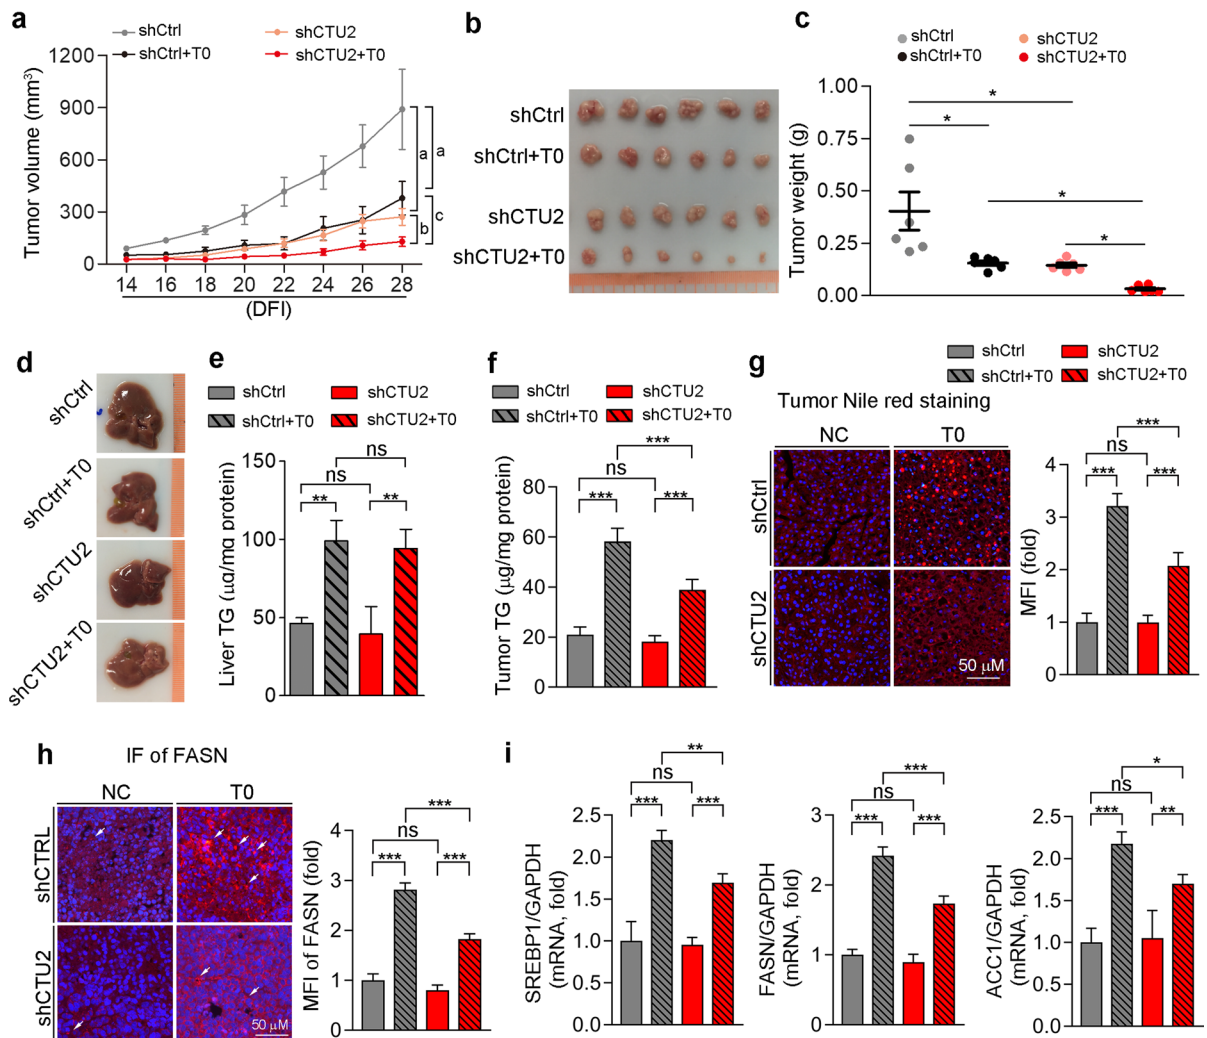 a
shCtrl
shCTU2
shCtrl+T0
shCTU2+T0
Tumor volume (mm³)
1200
900
600
300
0
14 16 18 20 22 24 26 28
(DFI)
a
a
b
c
b
shCtrl
shCtrl+T0
shCTU2
shCTU2+T0
c
shCtrl
shCTU2
shCtrl+T0
shCTU2+T0
Tumor weight (g)
1.00
0.75
0.50
0.25
0.00
*
*
*
*
d
shCtrl
shCtrl+T0
shCTU2
shCTU2+T0
e
shCtrl
shCTU2
shCtrl+T0
shCTU2+T0
Liver TG (µg/mg protein)
150
100
50
0
ns
ns
** **
f
shCtrl
shCTU2
shCtrl+T0
shCTU2+T0
Tumor TG (µg/mg protein)
80
60
40
20
0
***
ns
*** ***
g
shCtrl
shCTU2
shCtrl+T0
shCTU2+T0
Tumor Nile red staining
NC T0
shCtrl
shCTU2
50 µM
MFI (fold)
4
3
2
1
0
***
ns
*** ***
h
IF of FASN
NC T0
shCTRL
shCTU2
50 µM
MFI of FASN (fold)
4
3
2
1
0
***
ns
*** ***
i
SREBP1/GAPDH
(mRNA, fold)
2.5
2.0
1.5
1.0
0.5
0.0
**
ns
*** ***
FASN/GAPDH
(mRNA, fold)
3
2
1
0
***
ns
*** ***
ACC1/GAPDH
(mRNA, fold)
2.5
2.0
1.5
1.0
0.5
0.0
*
ns
*** **